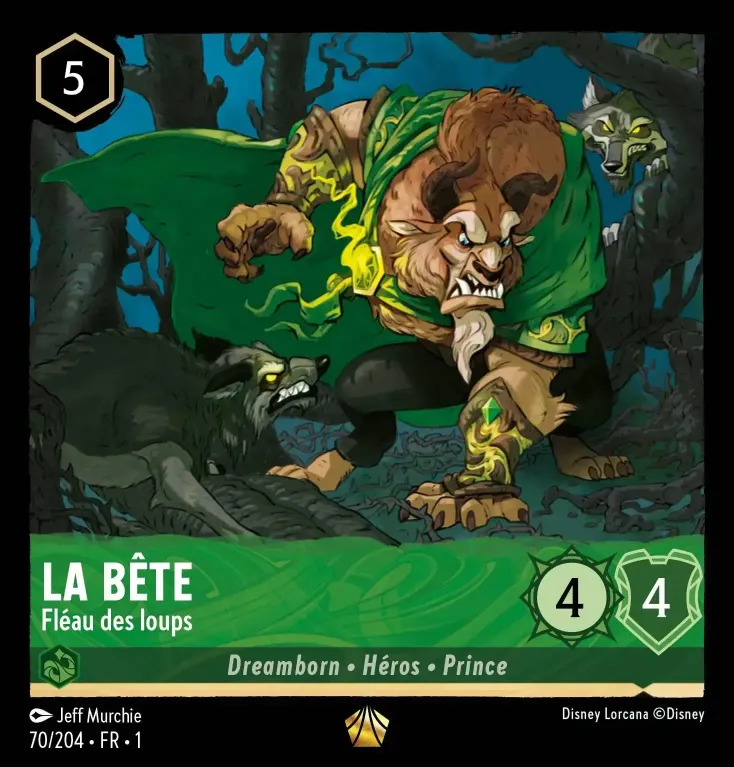 5
LA BÊTE
Fléau des loups
4
4
Dreamborn • Héros • Prince
Jeff Murchie
Disney Lorcana ©Disney
70/204 • FR • 1